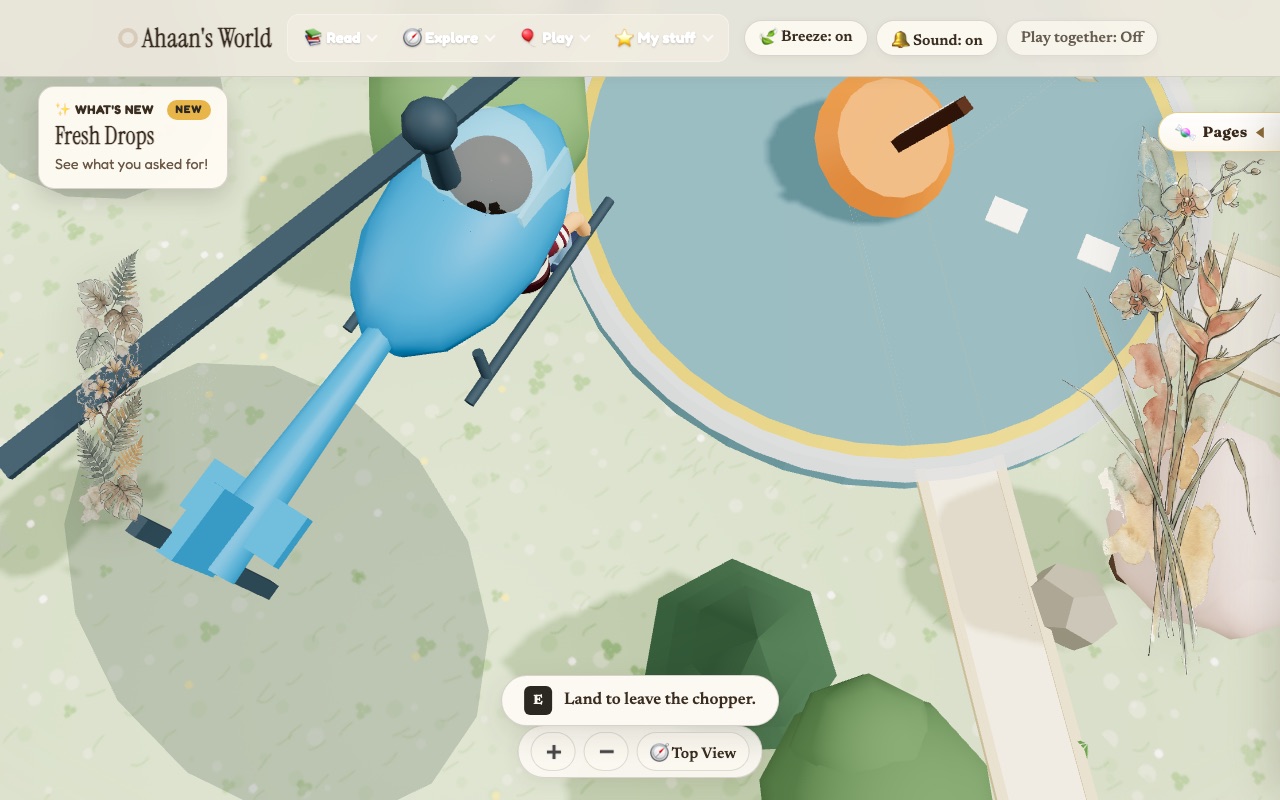 Ahaan's World
Read
Explore
Play
My stuff
Breeze: on
Sound: on
Play together: Off
WHAT'S NEW
NEW
Fresh Drops
See what you asked for!
Pages
E
Land to leave the chopper.
+
−
Top View